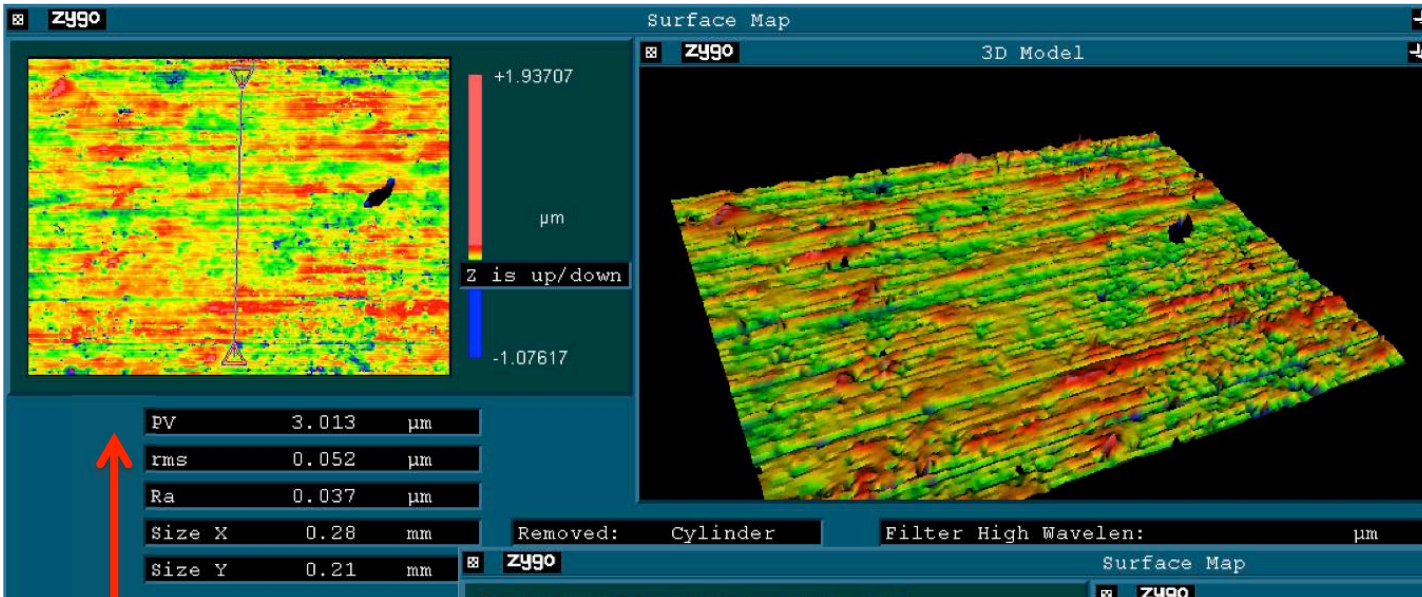 zygo
Surface Map
zygo
3D Model
+1.93707
µm
Z is up/down
-1.07617
PV 3.013 µm
rms 0.052 µm
Ra 0.037 µm
Size X 0.28 mm
Size Y 0.21 mm
Removed: Cylinder
Filter High Wavelen: µm
zygo
Surface Map
zygo